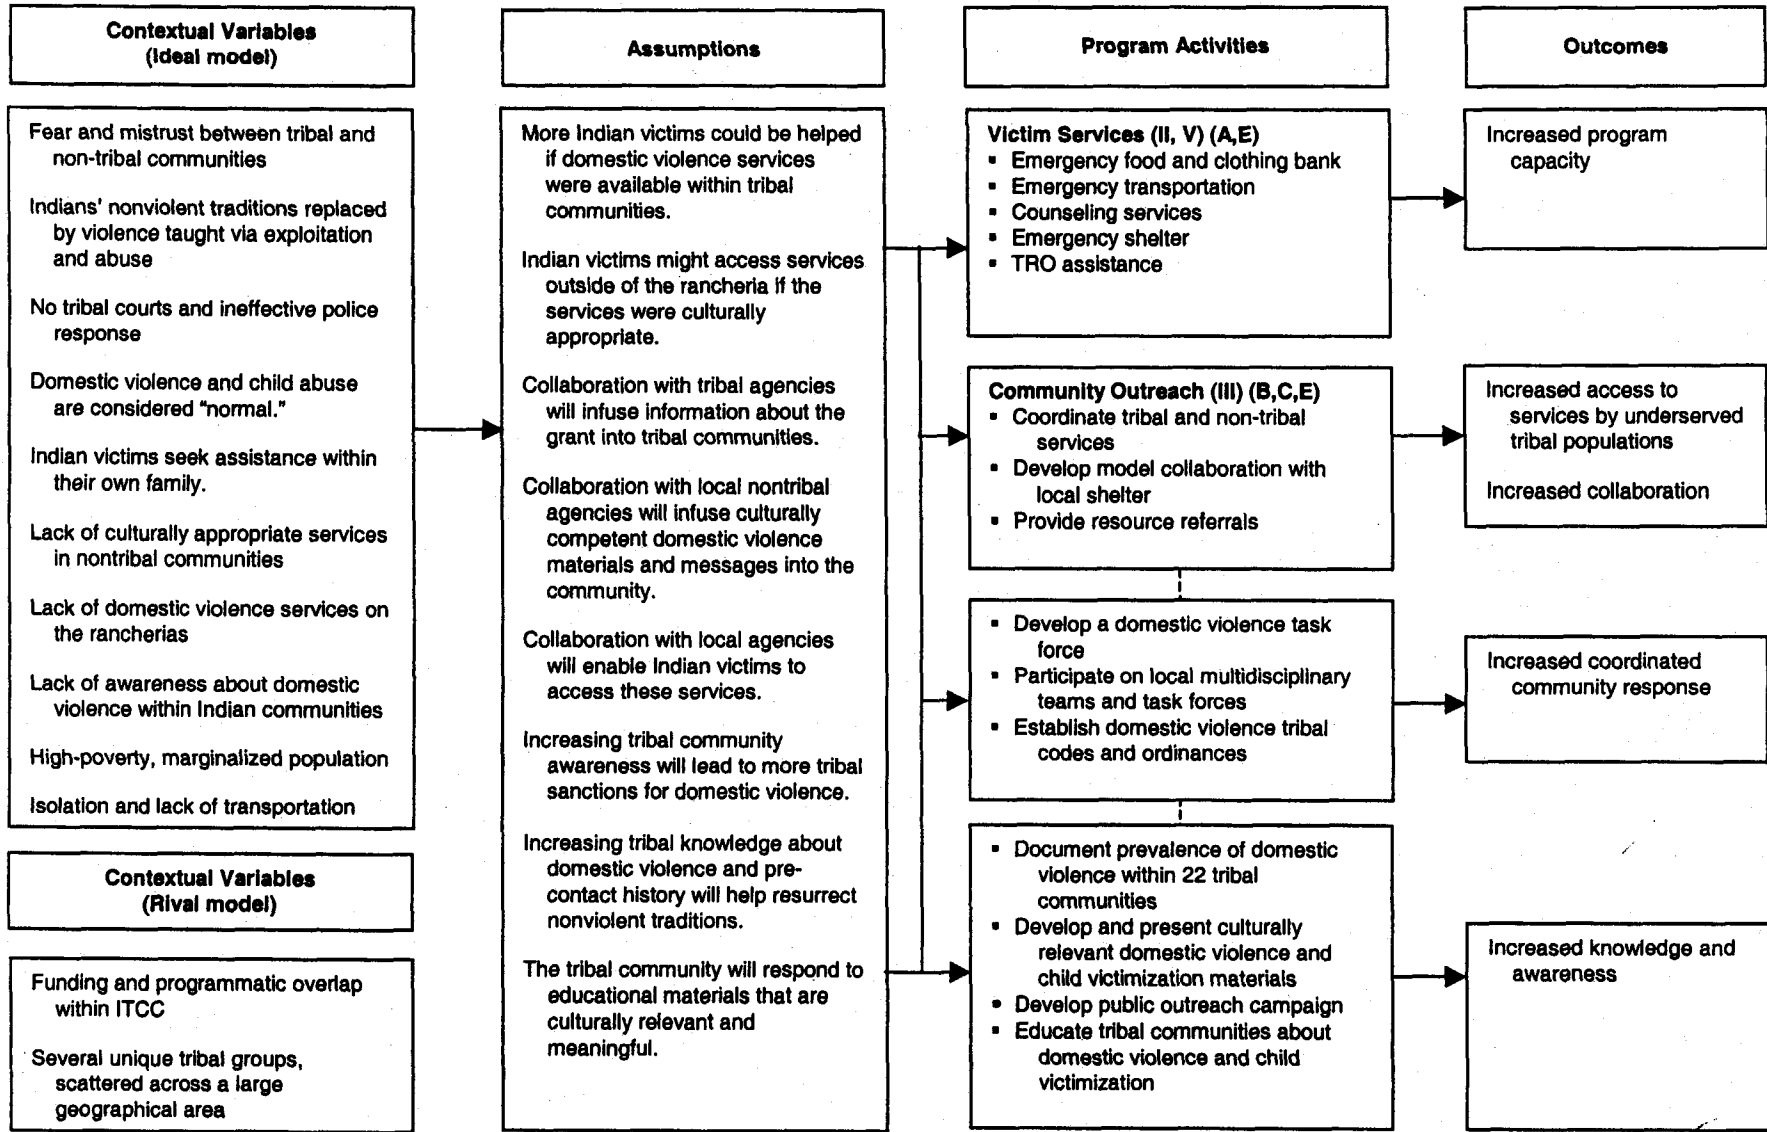 Contextual Variables
(Ideal model)
Fear and mistrust between tribal and
non-tribal communities
Indians' nonviolent traditions replaced
by violence taught via exploitation
and abuse
No tribal courts and ineffective police
response
Domestic violence and child abuse
are considered "normal."
Indian victims seek assistance within
their own family.
Lack of culturally appropriate services
in nontribal communities
Lack of domestic violence services on
the rancherias
Lack of awareness about domestic
violence within Indian communities
High-poverty, marginalized population
Isolation and lack of transportation
Contextual Variables
(Rival model)
Funding and programmatic overlap
within ITCC
Several unique tribal groups,
scattered across a large
geographical area
Assumptions
More Indian victims could be helped
if domestic violence services
were available within tribal
communities.
Indian victims might access services
outside of the rancheria if the
services were culturally
appropriate.
Collaboration with tribal agencies
will infuse information about the
grant into tribal communities.
Collaboration with local nontribal
agencies will infuse culturally
competent domestic violence
materials and messages into the
community.
Collaboration with local agencies
will enable Indian victims to
access these services.
Increasing tribal community
awareness will lead to more tribal
sanctions for domestic violence.
Increasing tribal knowledge about
domestic violence and pre-
contact history will help resurrect
nonviolent traditions.
The tribal community will respond to
educational materials that are
culturally relevant and
meaningful.
Program Activities
Victim Services (II, V) (A,E)
▪ Emergency food and clothing bank
▪ Emergency transportation
▪ Counseling services
▪ Emergency shelter
▪ TRO assistance
Community Outreach (III) (B,C,E)
▪ Coordinate tribal and non-tribal
services
▪ Develop model collaboration with
local shelter
▪ Provide resource referrals
▪ Develop a domestic violence task
force
▪ Participate on local multidisciplinary
teams and task forces
▪ Establish domestic violence tribal
codes and ordinances
▪ Document prevalence of domestic
violence within 22 tribal
communities
▪ Develop and present culturally
relevant domestic violence and
child victimization materials
▪ Develop public outreach campaign
▪ Educate tribal communities about
domestic violence and child
victimization
Outcomes
Increased program
capacity
Increased access to
services by underserved
tribal populations
Increased collaboration
Increased coordinated
community response
Increased knowledge and
awareness